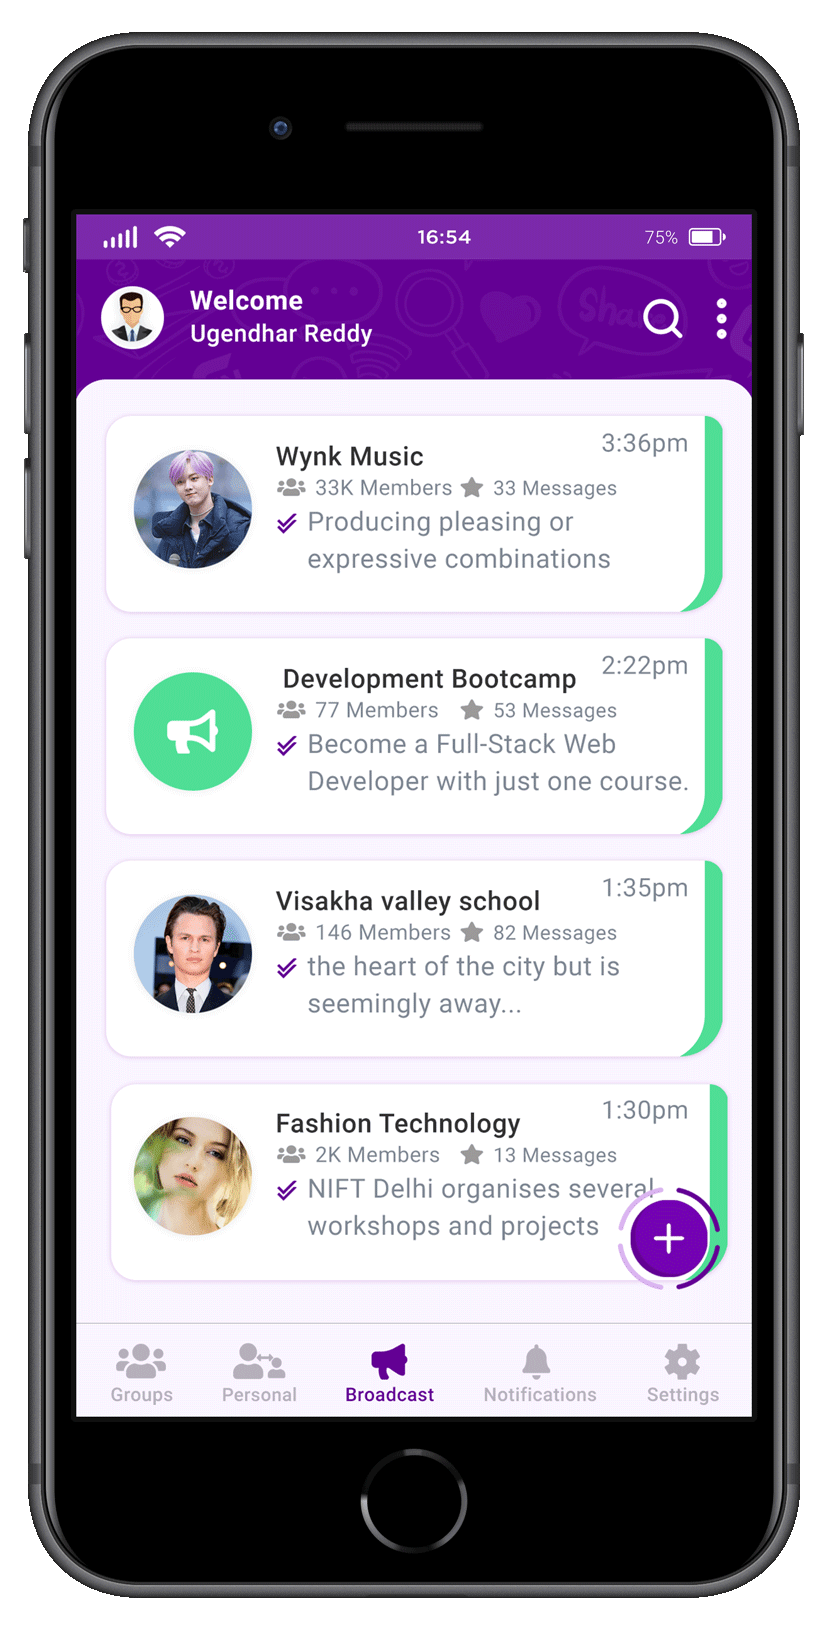 16:54
75%
Welcome
Ugendhar Reddy
Share
3:36pm
Wynk Music
33K Members 33 Messages
Producing pleasing or
expressive combinations
2:22pm
Development Bootcamp
77 Members 53 Messages
Become a Full-Stack Web
Developer with just one course.
1:35pm
Visakha valley school
146 Members 82 Messages
the heart of the city but is
seemingly away...
1:30pm
Fashion Technology
2K Members 13 Messages
NIFT Delhi organises several
workshops and projects
Groups Personal Broadcast Notifications Settings